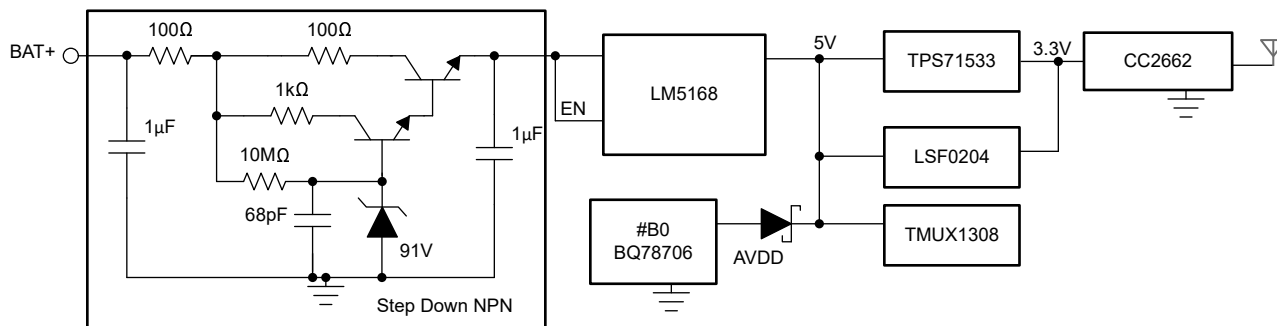 BAT+
100Ω
100Ω
1kΩ
10MΩ
1µF
68pF
91V
1µF
Step Down NPN
EN
LM5168
5V
TPS71533
3.3V
CC2662
LSF0204
TMUX1308
#B0
BQ78706
AVDD